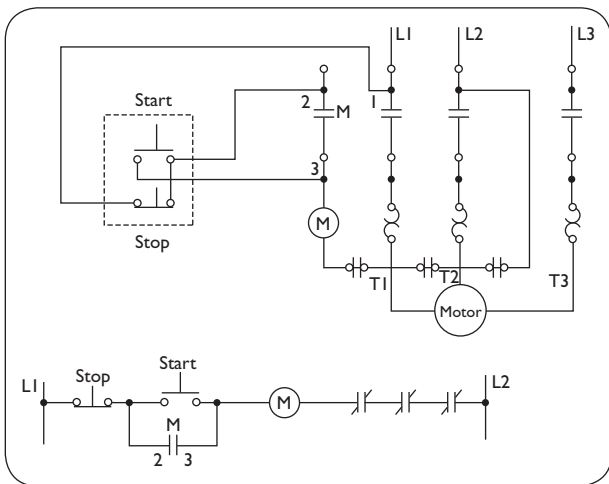 L1 L2 L3
Start 2 M 1
3
M
Stop
T1 T2 T3
Motor
L1 Stop Start M L2
M
2 3